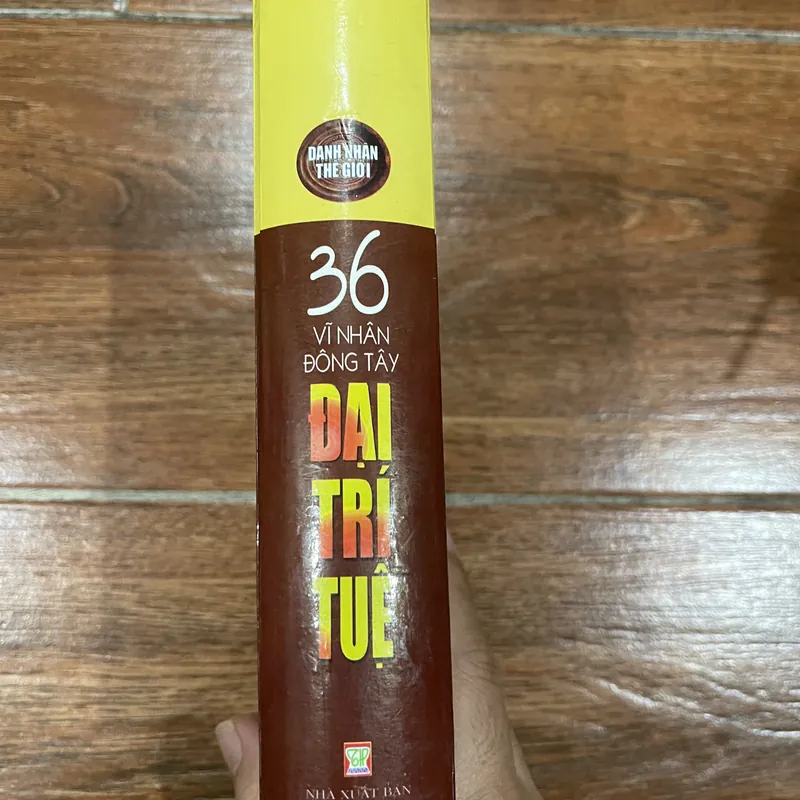 DANH NHÂN
THẾ GIỚI
36
VĨ NHÂN
ĐÔNG TÂY
ĐẠI
TRÍ
TUỆ
NHÀ XUẤT BẢN